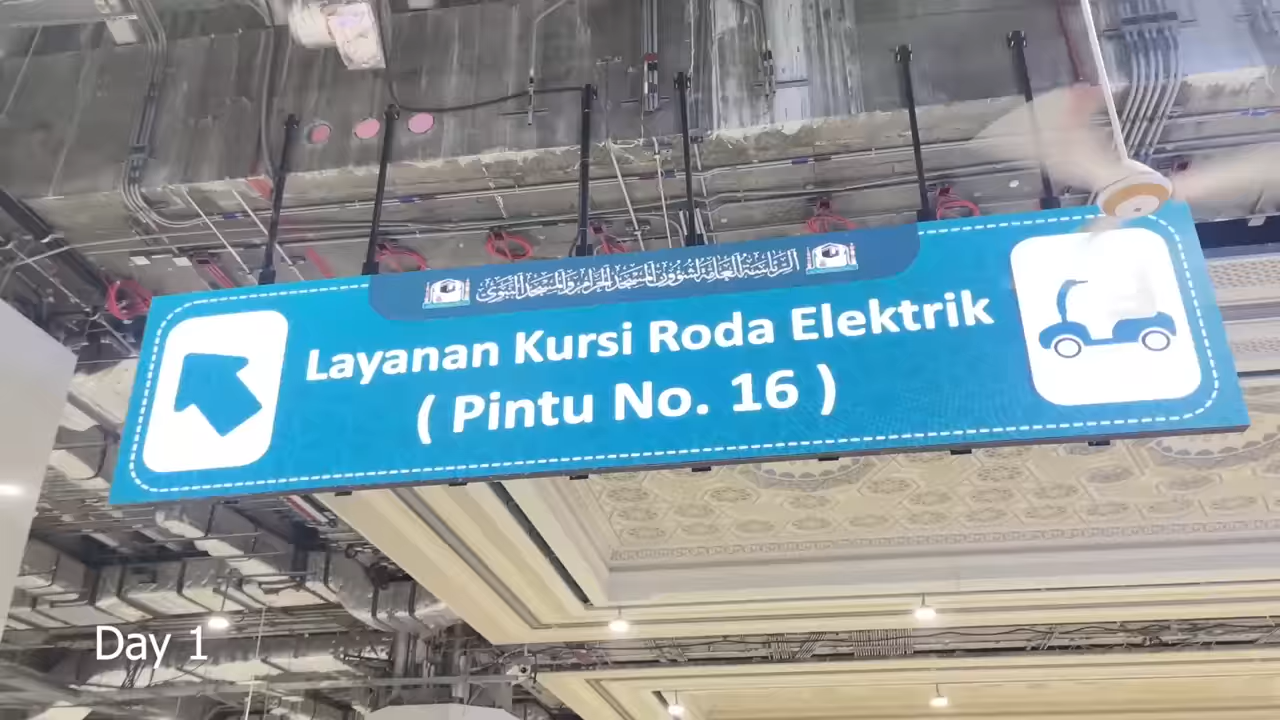 الرئاسة العامة لشؤون المسجد الحرام والمسجد النبوي
Layanan Kursi Roda Elektrik
( Pintu No. 16 )
Day 1